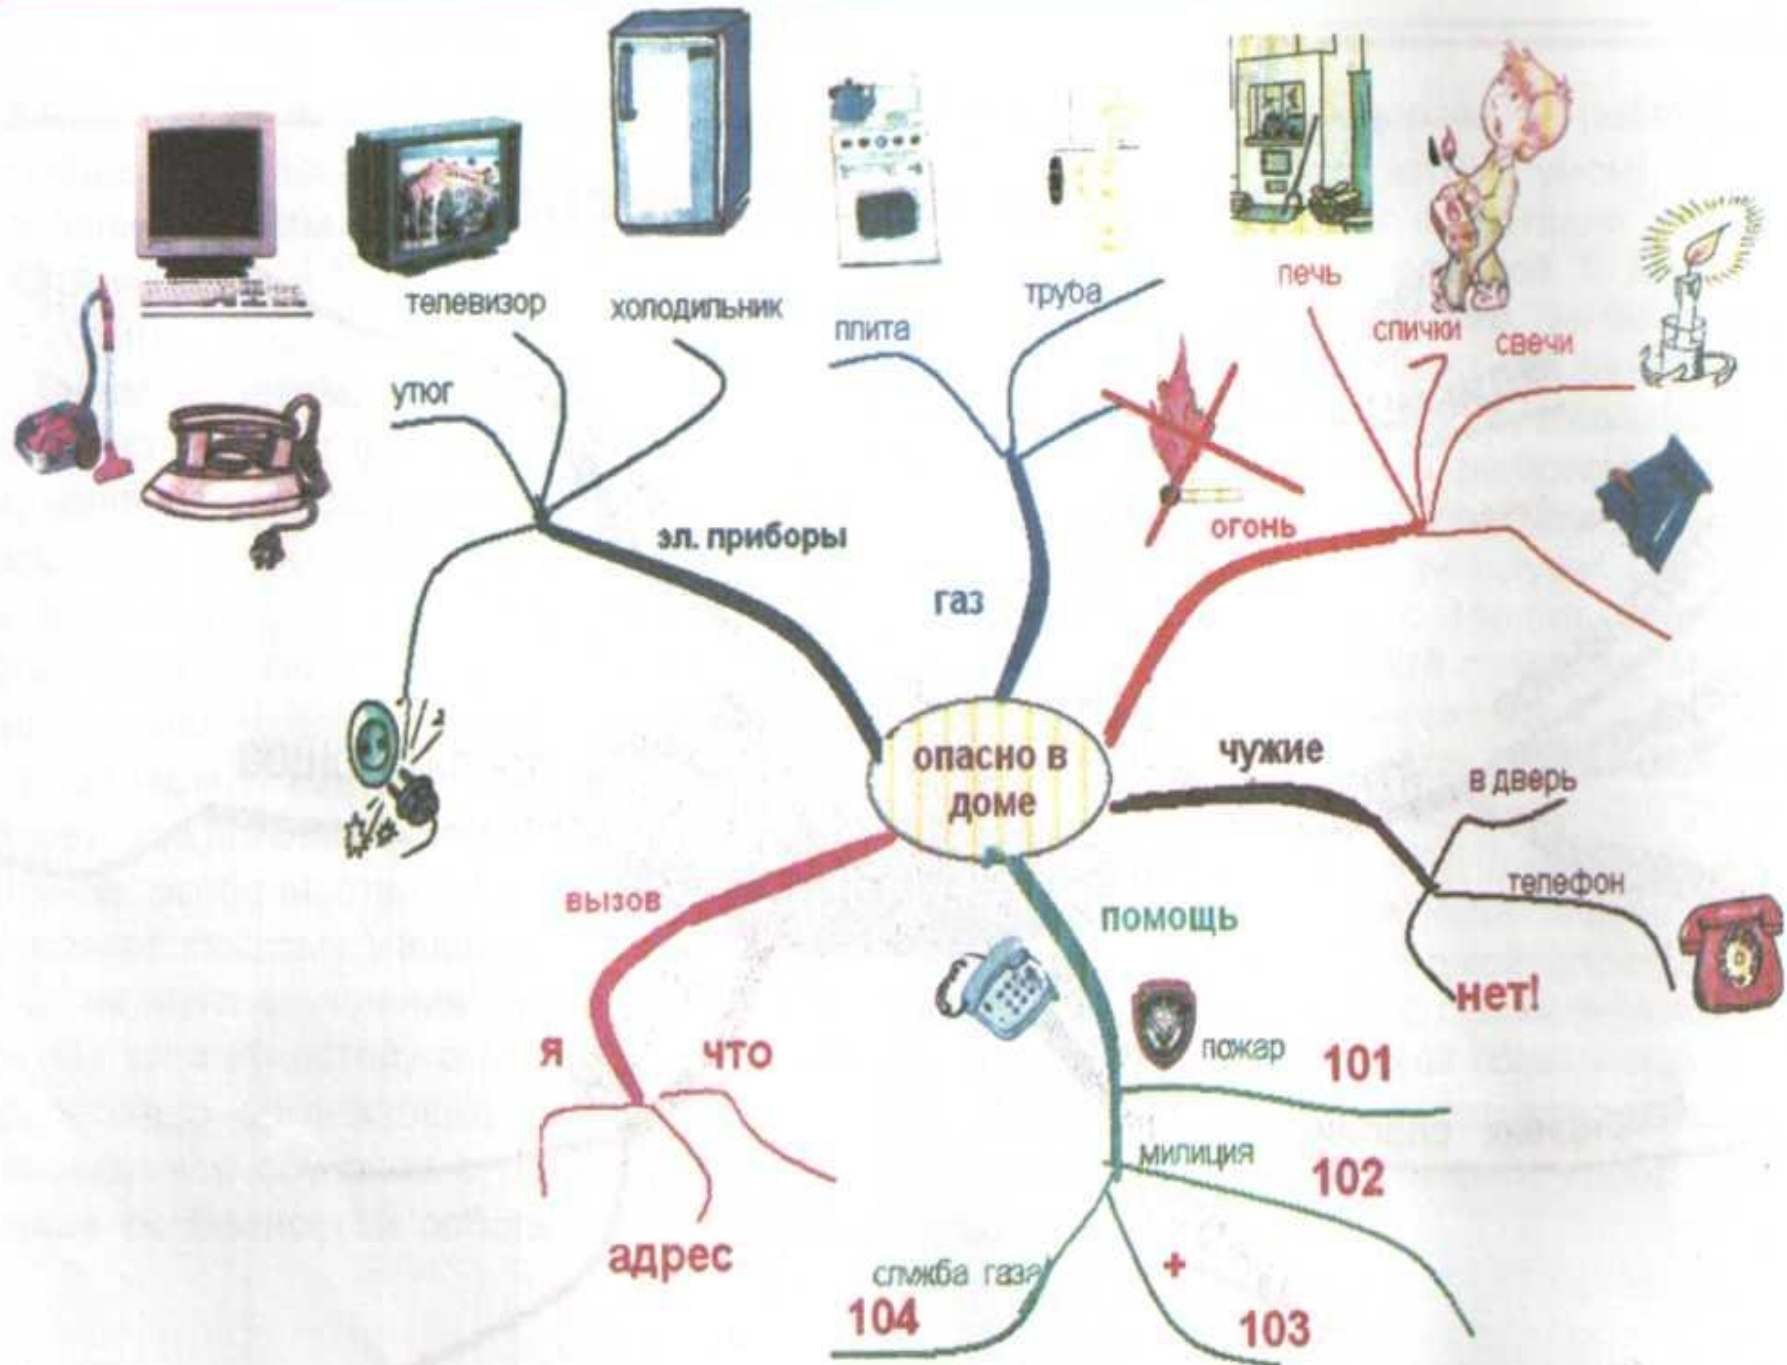 телевизор
холодильник
плита
труба
печь
спички
свечи
утюг
эл. приборы
газ
огонь
опасно в
доме
чужие
в дверь
телефон
нет!
вызов
я
что
адрес
помощь
пожар
101
милиция
102
+
103
служба газа
104